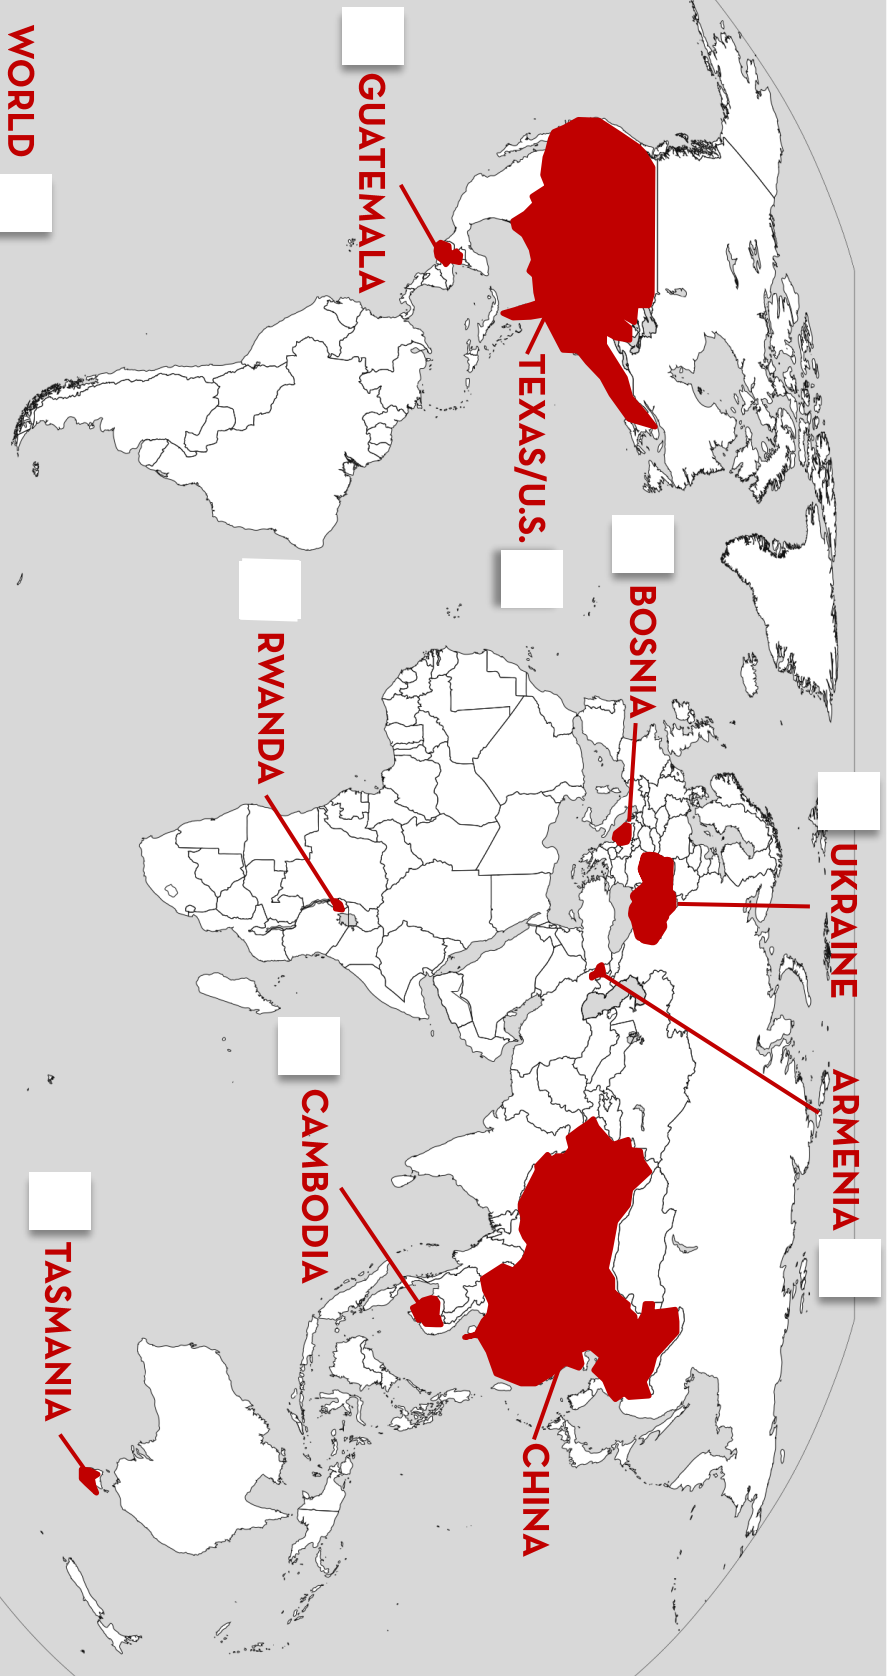 UKRAINE
ARMENIA
BOSNIA
TEXAS/U.S.
CHINA
GUATEMALA
CAMBODIA
RWANDA
TASMANIA
WORLD